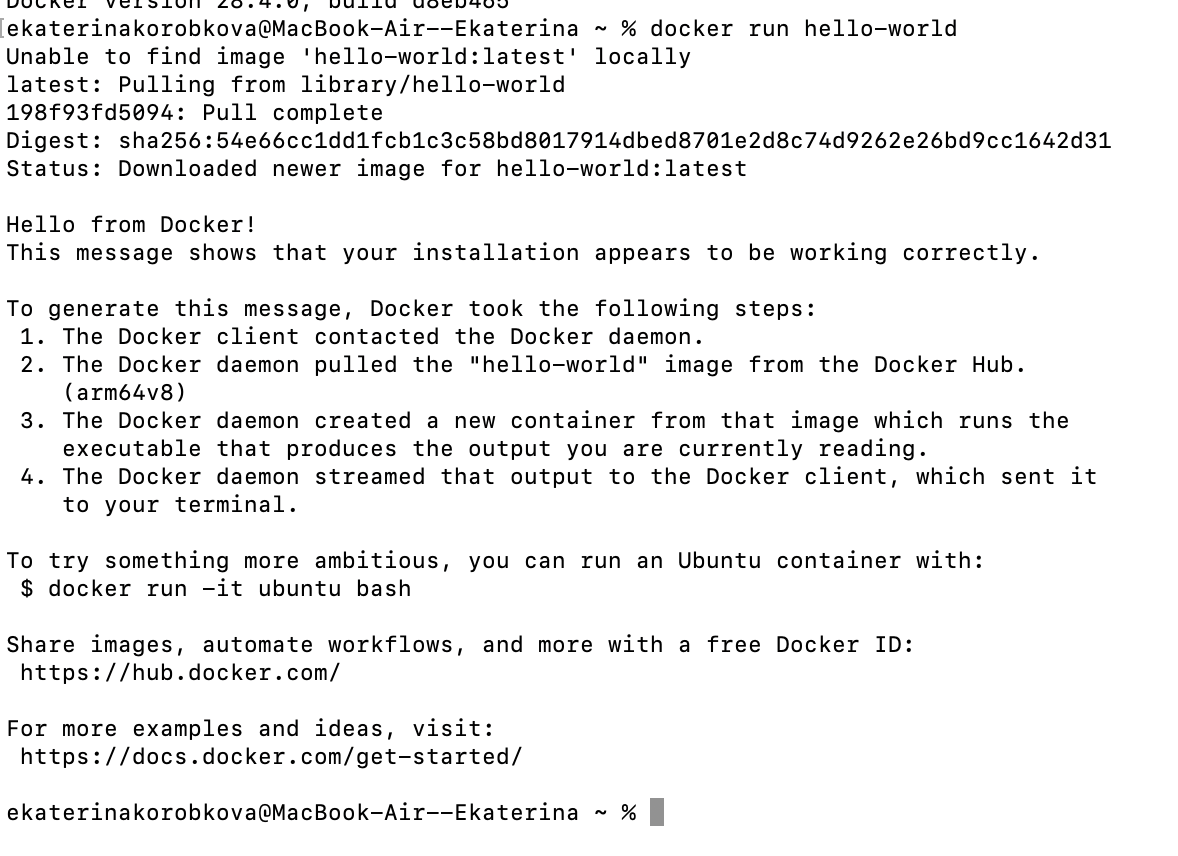 Docker version 28.4.0, build d8eb465
ekaterinakorobkova@MacBook-Air--Ekaterina ~ % docker run hello-world
Unable to find image 'hello-world:latest' locally
latest: Pulling from library/hello-world
198f93fd5094: Pull complete
Digest: sha256:54e66cc1dd1fcb1c3c58bd8017914dbed8701e2d8c74d9262e26bd9cc1642d31
Status: Downloaded newer image for hello-world:latest

Hello from Docker!
This message shows that your installation appears to be working correctly.

To generate this message, Docker took the following steps:
 1. The Docker client contacted the Docker daemon.
 2. The Docker daemon pulled the "hello-world" image from the Docker Hub.
    (arm64v8)
 3. The Docker daemon created a new container from that image which runs the
    executable that produces the output you are currently reading.
 4. The Docker daemon streamed that output to the Docker client, which sent it
    to your terminal.

To try something more ambitious, you can run an Ubuntu container with:
 $ docker run -it ubuntu bash

Share images, automate workflows, and more with a free Docker ID:
 https://hub.docker.com/

For more examples and ideas, visit:
 https://docs.docker.com/get-started/

ekaterinakorobkova@MacBook-Air--Ekaterina ~ %